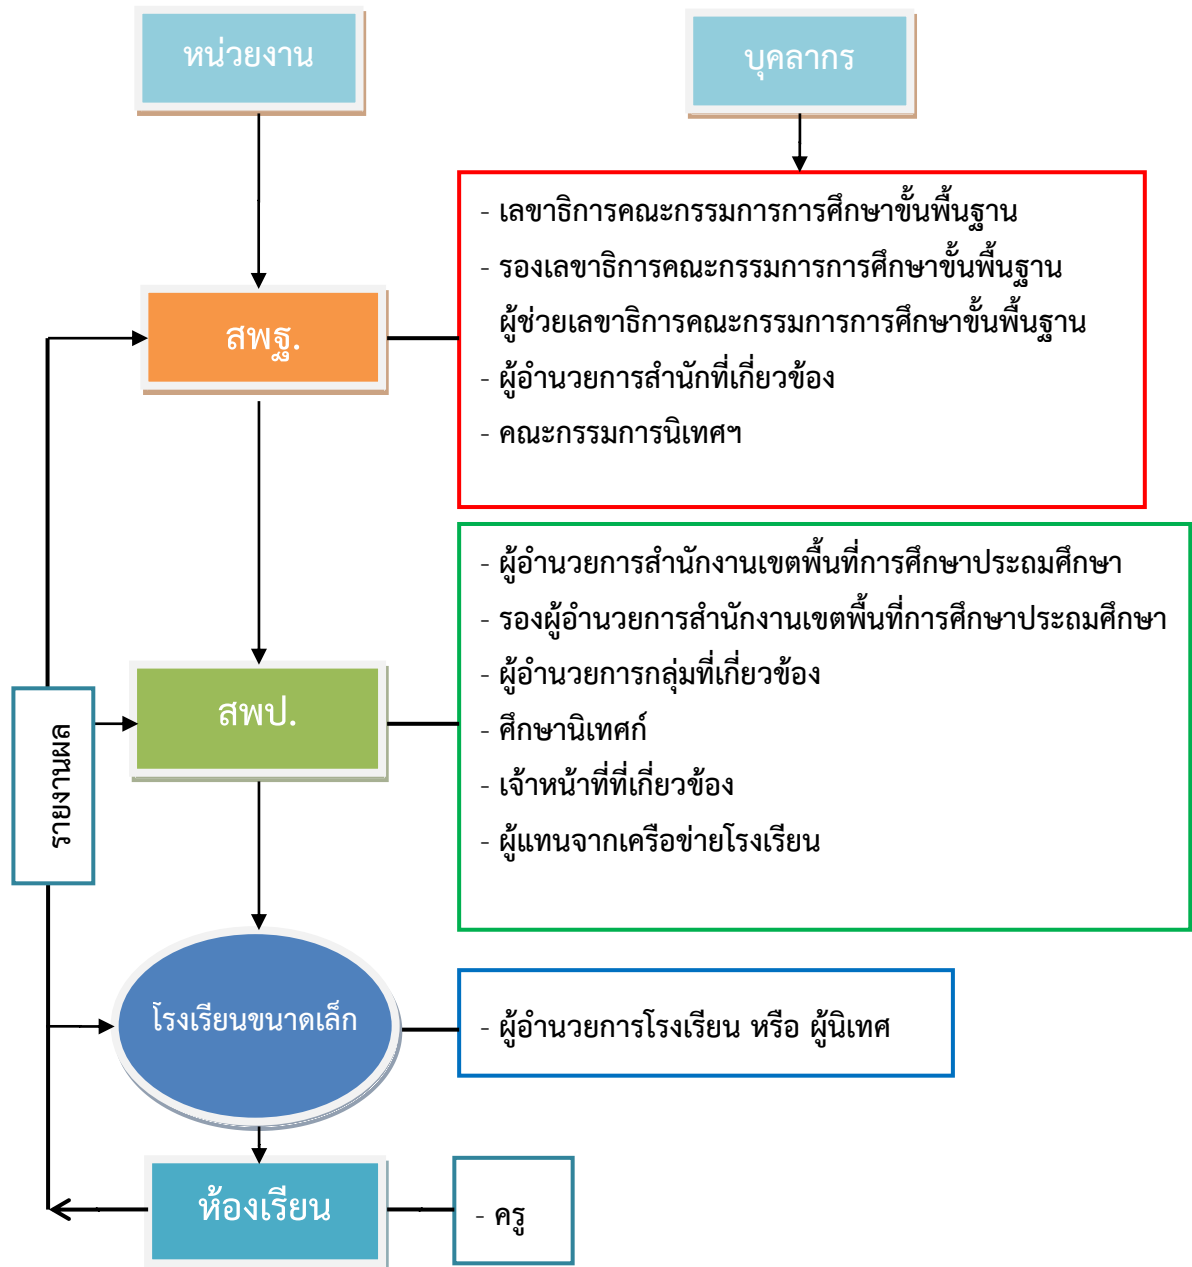 หน่วยงาน
บุคลากร
- เลขาธิการคณะกรรมการการศึกษาขั้นพื้นฐาน
- รองเลขาธิการคณะกรรมการการศึกษาขั้นพื้นฐาน
ผู้ช่วยเลขาธิการคณะกรรมการการศึกษาขั้นพื้นฐาน
- ผู้อำนวยการสำนักที่เกี่ยวข้อง
- คณะกรรมการนิเทศฯ
สพฐ.
- ผู้อำนวยการสำนักงานเขตพื้นที่การศึกษาประถมศึกษา
- รองผู้อำนวยการสำนักงานเขตพื้นที่การศึกษาประถมศึกษา
- ผู้อำนวยการกลุ่มที่เกี่ยวข้อง
- ศึกษานิเทศก์
- เจ้าหน้าที่ที่เกี่ยวข้อง
- ผู้แทนจากเครือข่ายโรงเรียน
สพป.
รายงานผล
โรงเรียนขนาดเล็ก
- ผู้อำนวยการโรงเรียน หรือ ผู้นิเทศ
ห้องเรียน
- ครู